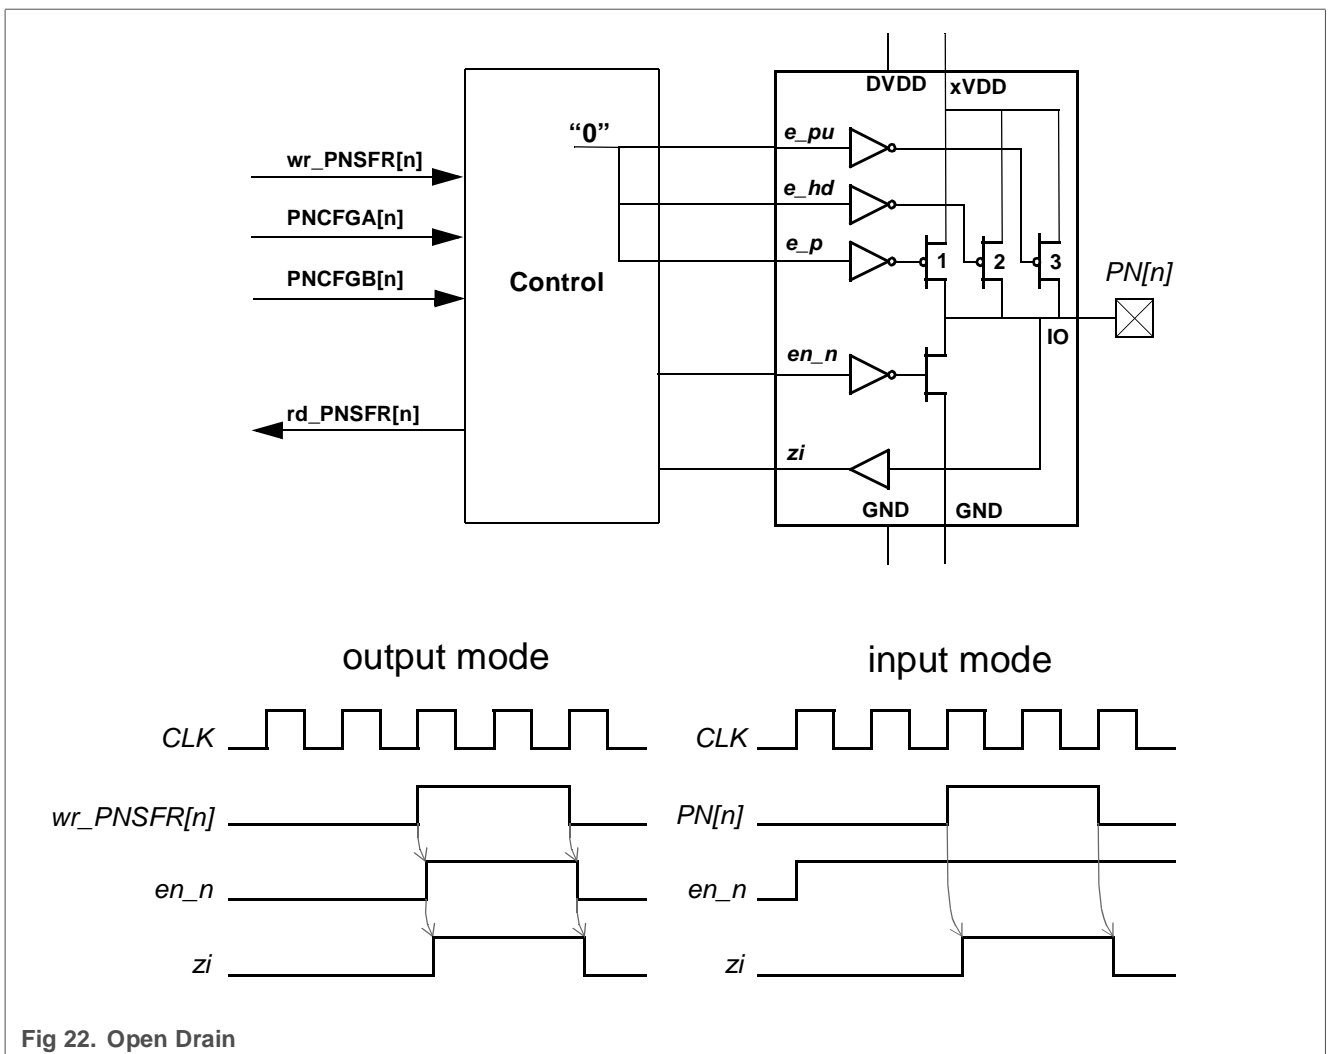 DVDD xVDD
“0”
e_pu
wr_PNSFR[n]
e_hd
PNCFGA[n]
e_p
1 2 3
PN[n]
PNCFGB[n]
Control
IO
en_n
rd_PNSFR[n]
zi
GND GND
output mode
input mode
CLK
CLK
wr_PNSFR[n]
PN[n]
en_n
en_n
zi
zi
Fig 22. Open Drain